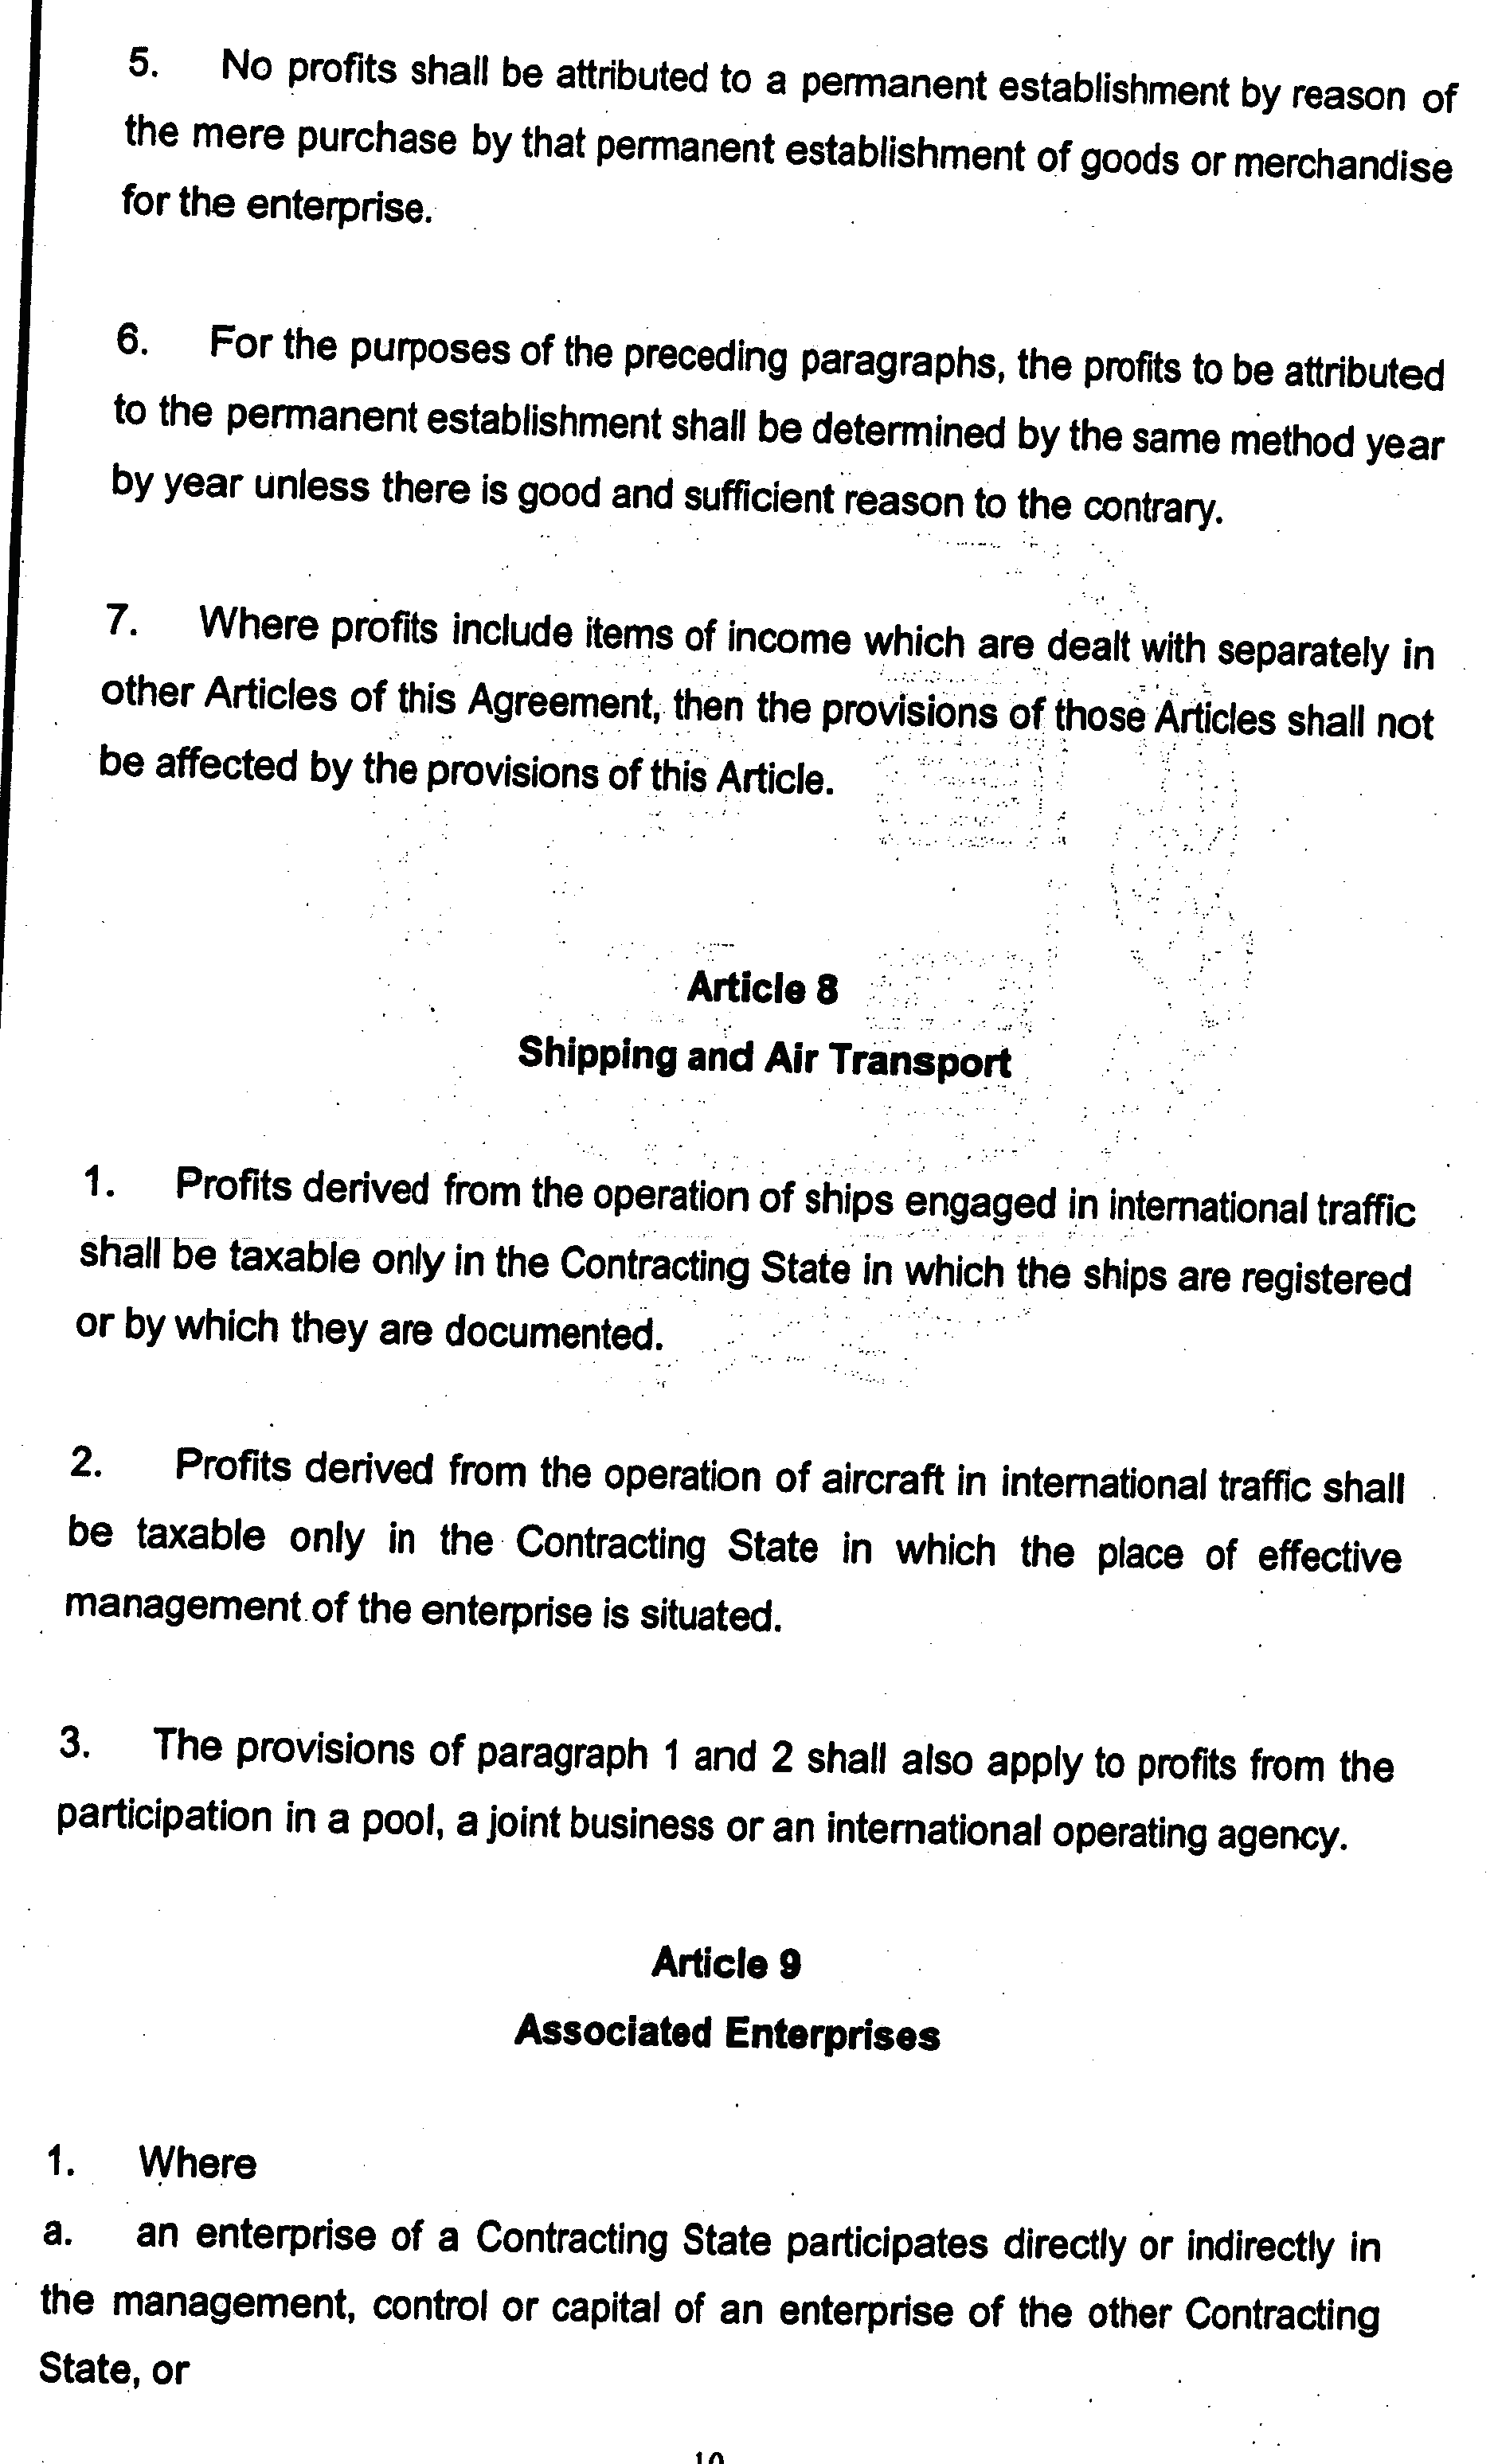 5. No profits shall be attributed to a permanent establishment by reason of
the mere purchase by that permanent establishment of goods or merchandise
for the enterprise.
6. For the purposes of the preceding paragraphs, the profits to be attributed
to the permanent establishment shall be determined by the same method year
by year unless there is good and sufficient reason to the contrary.
7. Where profits include items of income which are dealt with separately in
other Articles of this Agreement, then the provisions of those Articles shall not
be affected by the provisions of this Article.
Article 8
Shipping and Air Transport
1. Profits derived from the operation of ships engaged in international traffic
shall be taxable only in the Contracting State in which the ships are registered
or by which they are documented.
2. Profits derived from the operation of aircraft in international traffic shall
be taxable only in the Contracting State in which the place of effective
management of the enterprise is situated.
3. The provisions of paragraph 1 and 2 shall also apply to profits from the
participation in a pool, a joint business or an international operating agency.
Article 9
Associated Enterprises
1. Where
a. an enterprise of a Contracting State participates directly or indirectly in
the management, control or capital of an enterprise of the other Contracting
State, or
10